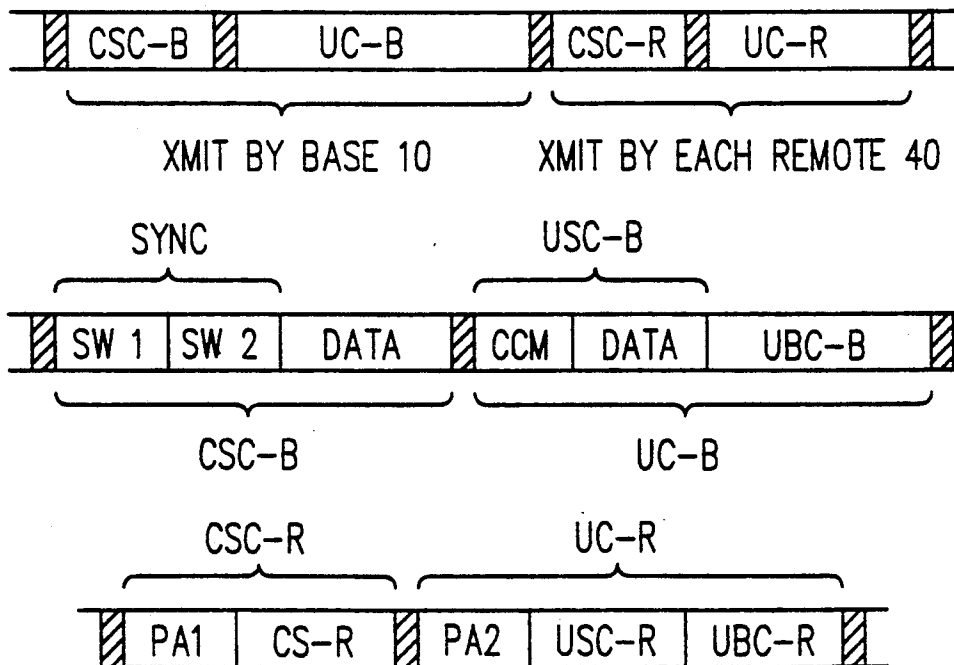 CSC-B UC-B CSC-R UC-R
XMIT BY BASE 10 XMIT BY EACH REMOTE 40
SYNC USC-B
SW 1 SW 2 DATA CCM DATA UBC-B
CSC-B UC-B
CSC-R UC-R
PA1 CS-R PA2 USC-R UBC-R